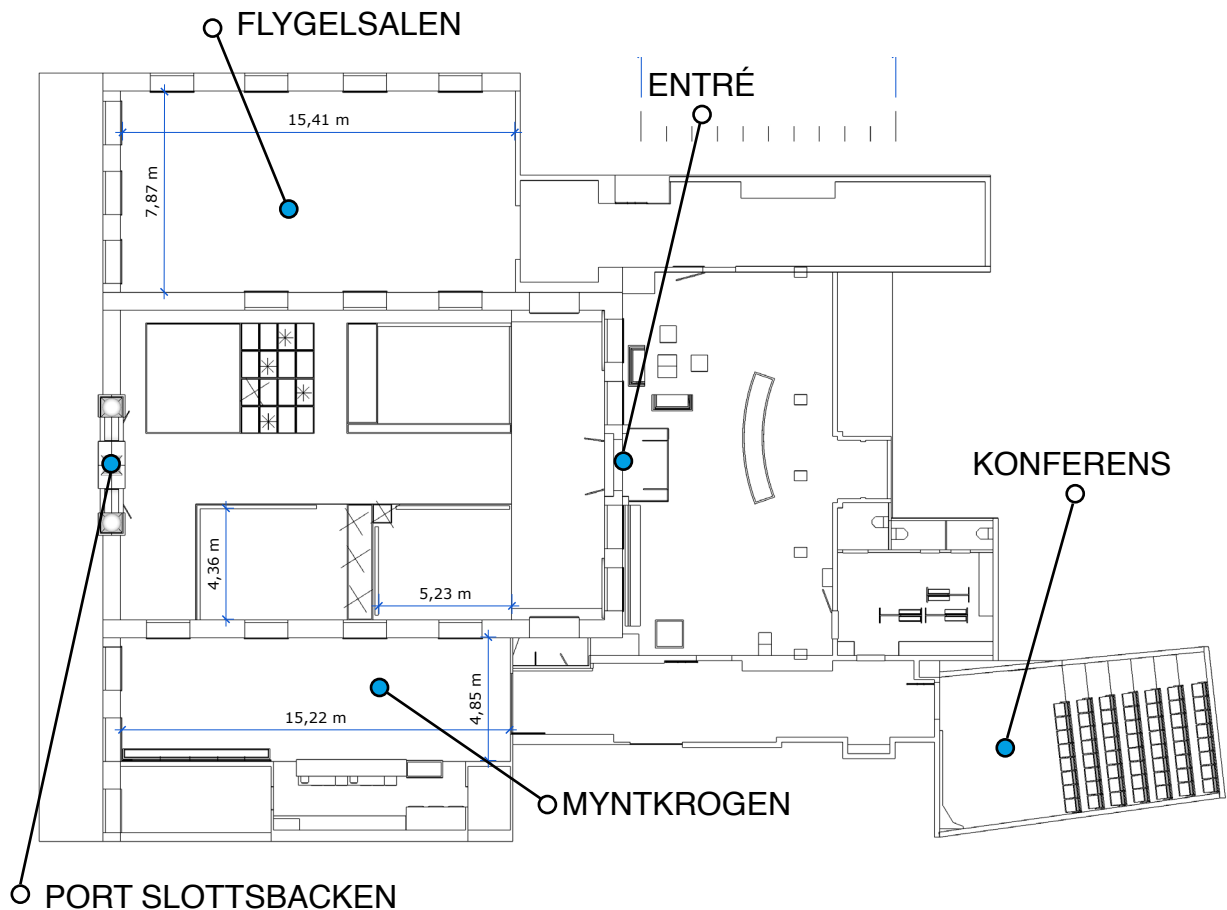 FLYGELSALEN
ENTRÉ
15,41 m
7,87 m
KONFERENS
4,36 m
5,23 m
4,85 m
15,22 m
MYNTKROGEN
PORT SLOTTSBACKEN